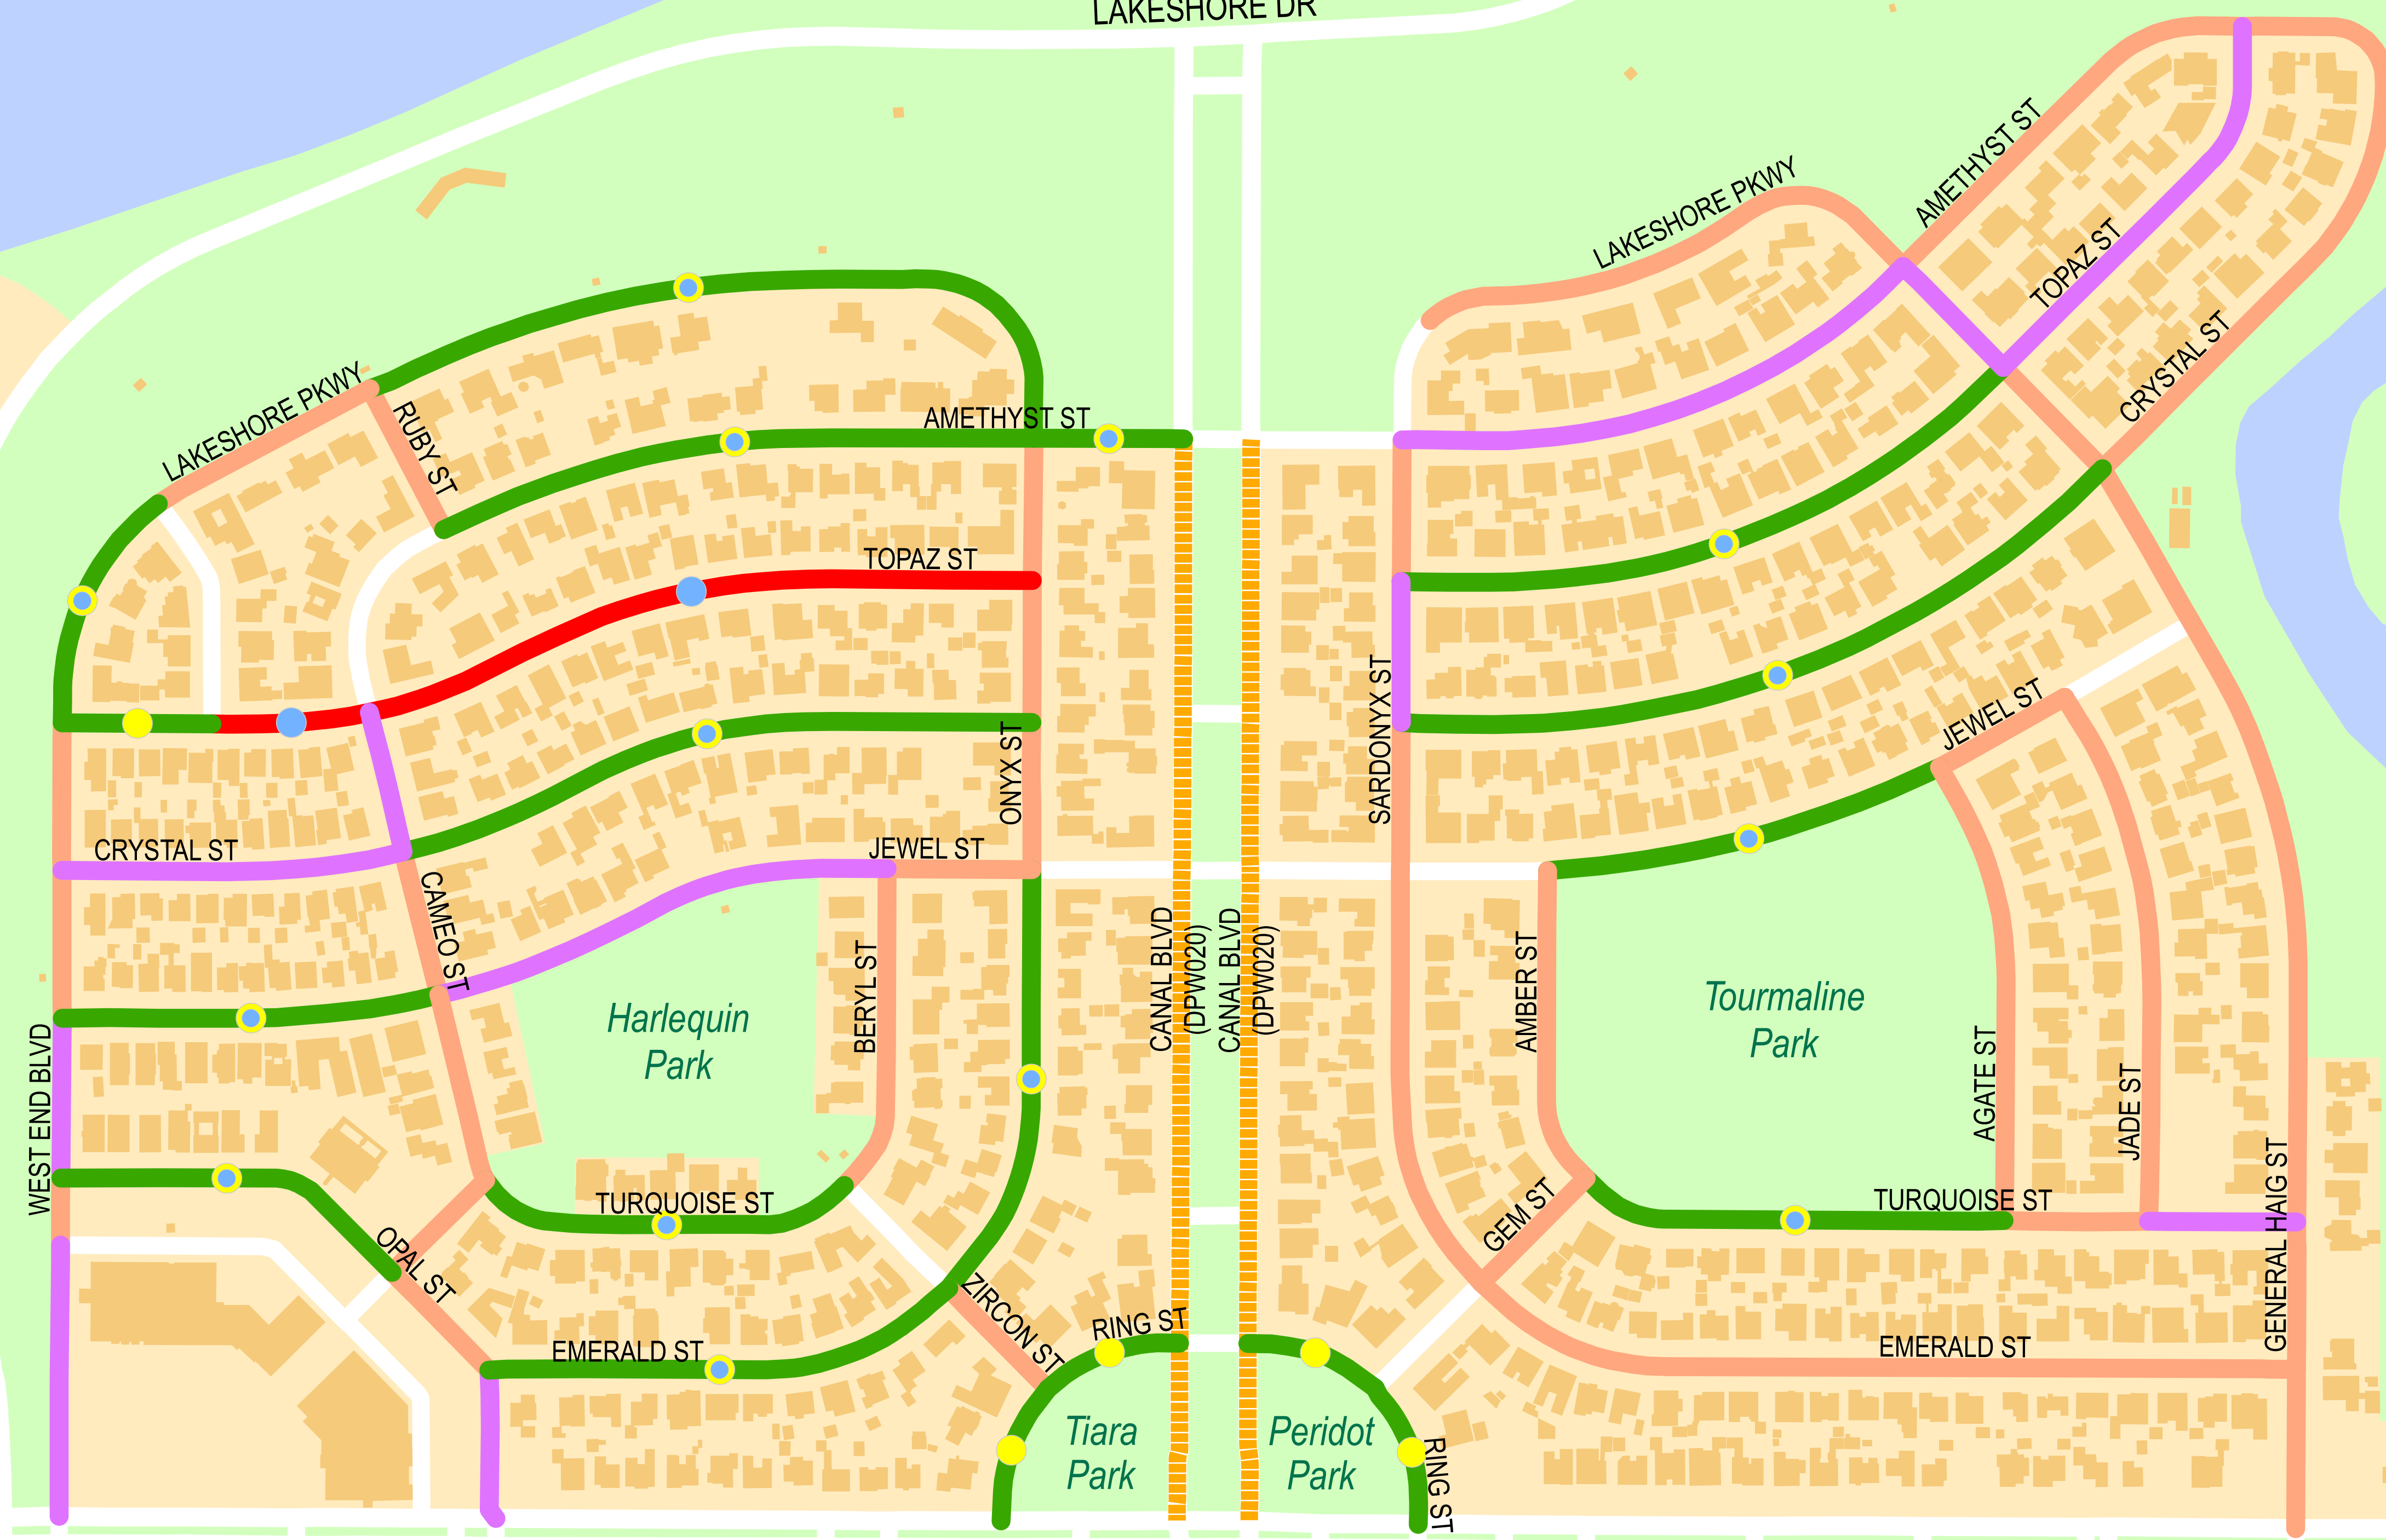 LAKESHORE DR
AMETHYST ST
LAKESHORE PKWY
TOPAZ ST
CRYSTAL ST
LAKESHORE PKWY
RUBY ST
AMETHYST ST
TOPAZ ST
SARDONYX ST
JEWEL ST
ONYX ST
CRYSTAL ST
JEWEL ST
CAMEO ST
CANAL BLVD
(DPW020)
CANAL BLVD
(DPW020)
BERYL ST
AMBER ST
Harlequin
Park
Tourmaline
Park
AGATE ST
JADE ST
WEST END BLVD
GENERAL HAIG ST
TURQUOISE ST
TURQUOISE ST
GEM ST
OPAL ST
ZIRCON ST
RING ST
EMERALD ST
EMERALD ST
Tiara
Park
Peridot
Park
RING ST